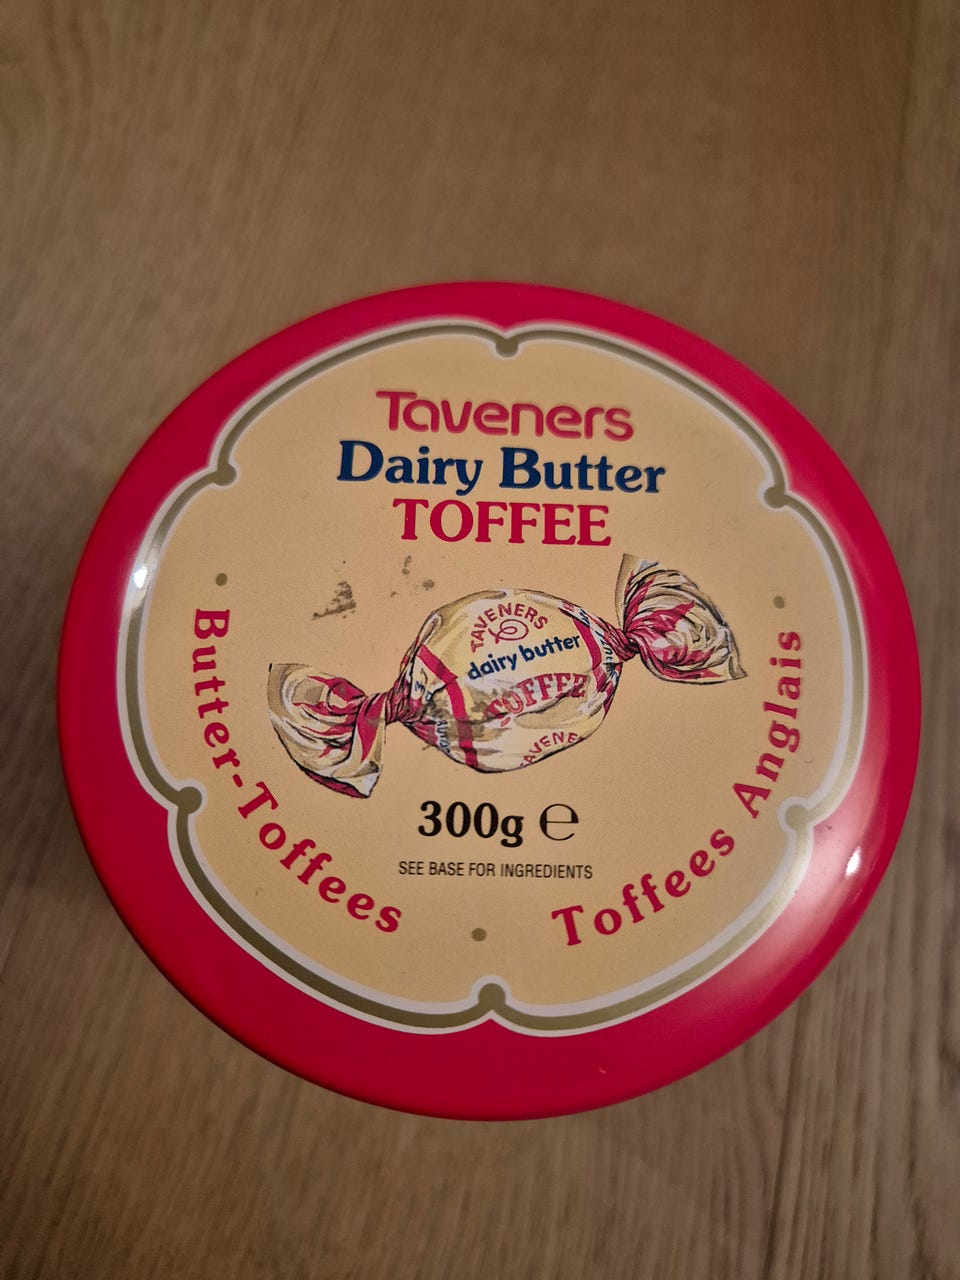 Taveners
Dairy Butter
TOFFEE
TAVENERS
dairy butter
TOFFEE
300g ℮
SEE BASE FOR INGREDIENTS
Butter-Toffees
Toffees Anglais